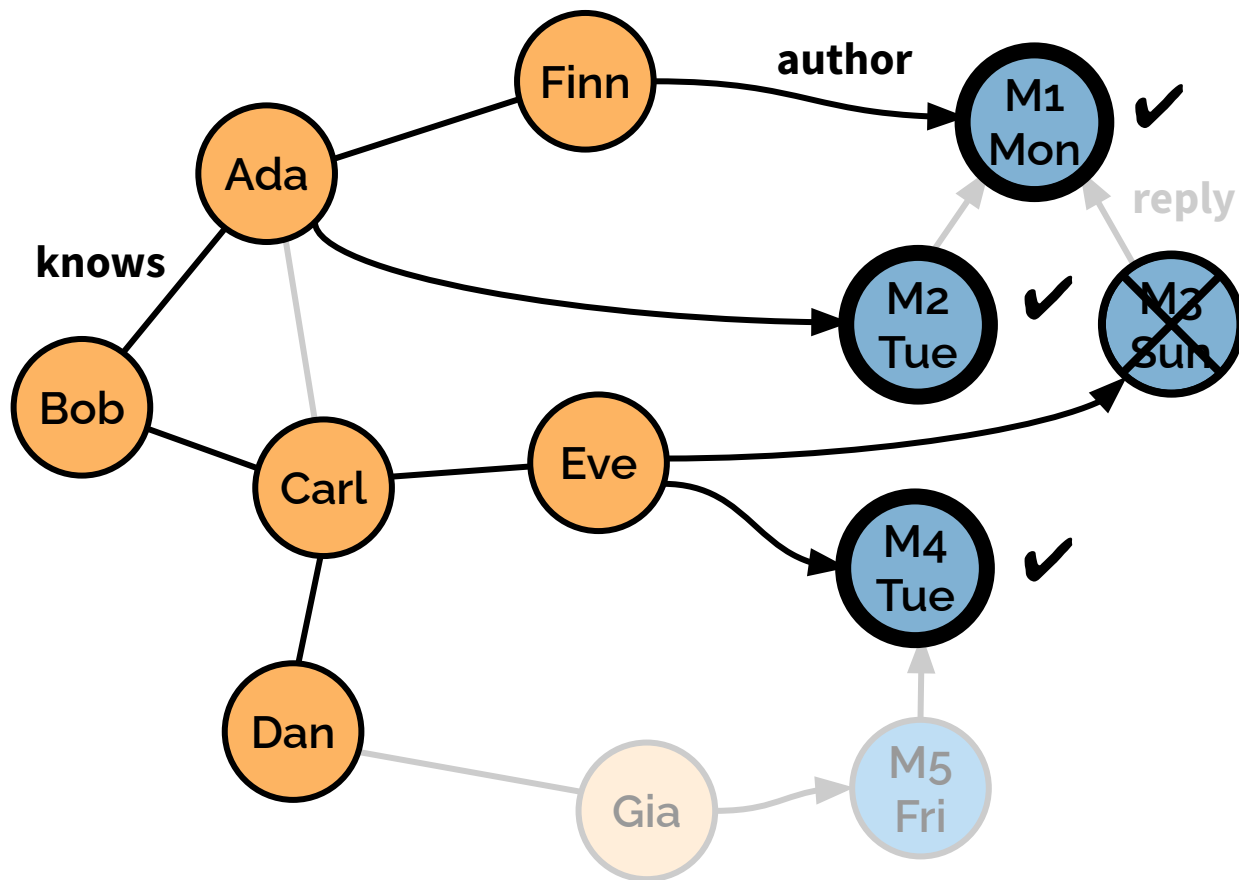 Finn
author
M1
Mon
✔
Ada
reply
knows
M2
Tue
✔
M3
Sun
Bob
Carl
Eve
M4
Tue
✔
Dan
M5
Fri
Gia